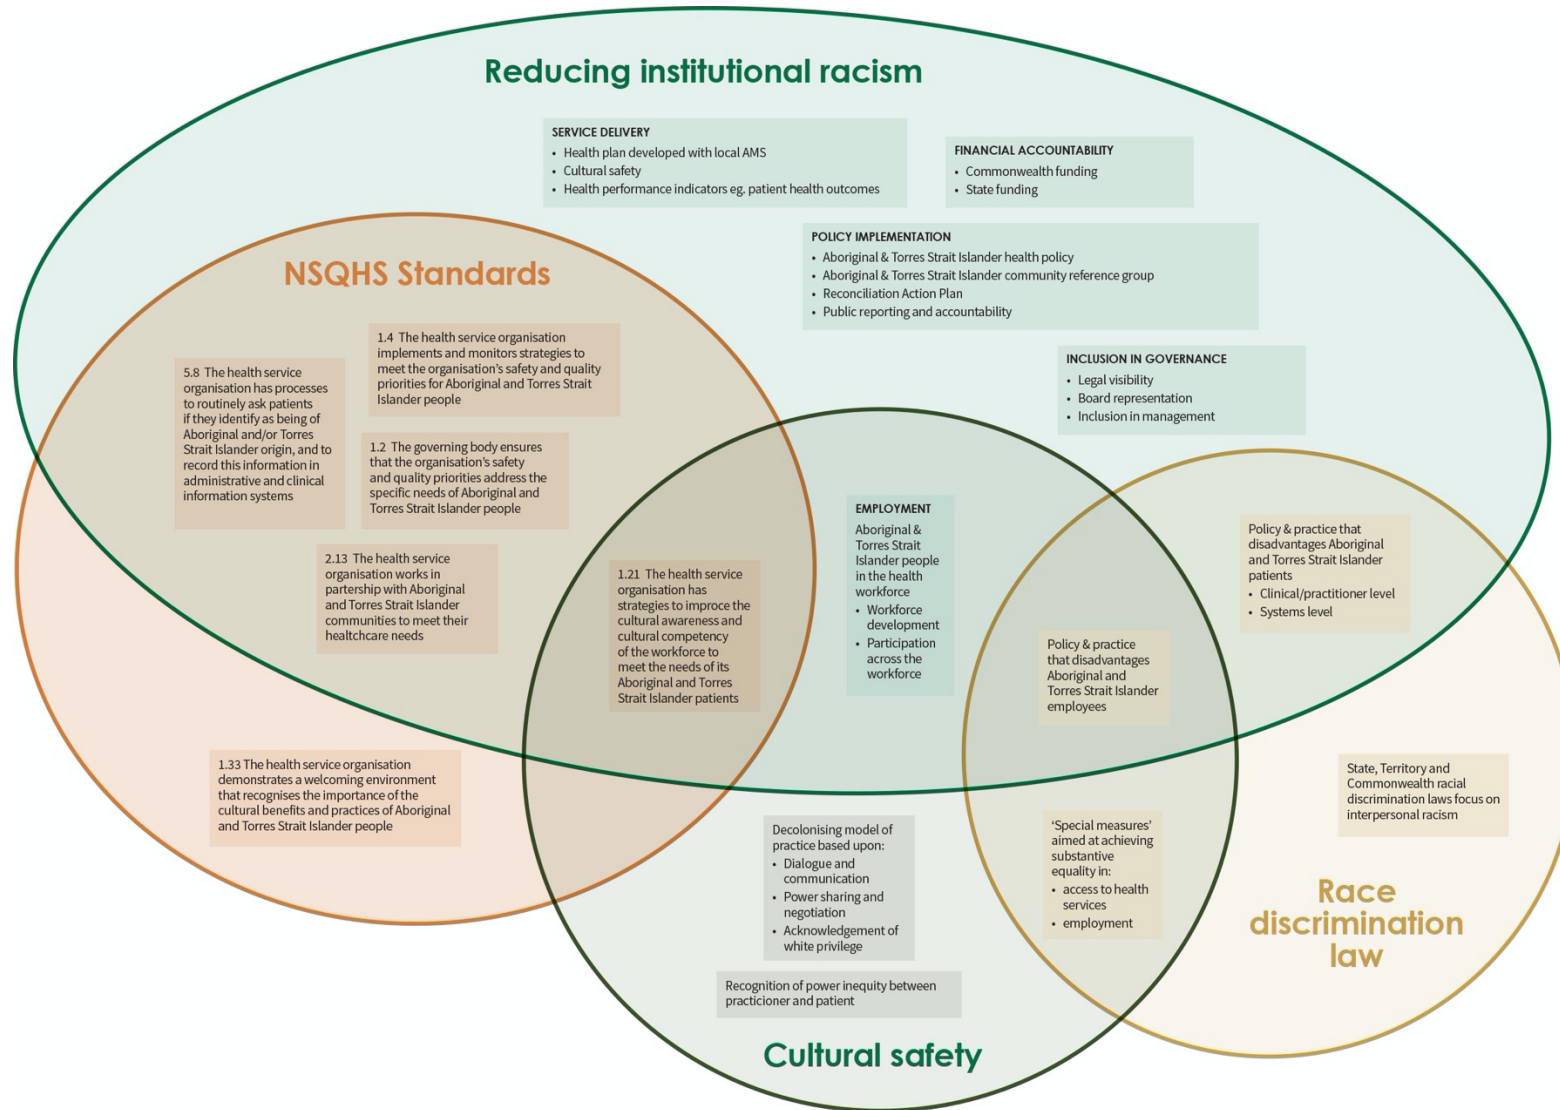 Reducing institutional racism
SERVICE DELIVERY
• Health plan developed with local AMS
• Cultural safety
• Health performance indicators eg. patient health outcomes
FINANCIAL ACCOUNTABILITY
• Commonwealth funding
• State funding
POLICY IMPLEMENTATION
• Aboriginal & Torres Strait Islander health policy
• Aboriginal & Torres Strait Islander community reference group
• Reconciliation Action Plan
• Public reporting and accountability
INCLUSION IN GOVERNANCE
• Legal visibility
• Board representation
• Inclusion in management
NSQHS Standards
1.4 The health service organisation
implements and monitors strategies to
meet the organisation's safety and quality
priorities for Aboriginal and Torres Strait
Islander people
5.8 The health service
organisation has processes
to routinely ask patients
if they identify as being of
Aboriginal and/or Torres
Strait Islander origin, and to
record this information in
administrative and clinical
information systems
1.2 The governing body ensures
that the organisation's safety
and quality priorities address the
specific needs of Aboriginal and
Torres Strait Islander people
2.13 The health service
organisation works in
partership with Aboriginal
and Torres Strait Islander
communities to meet their
healthcare needs
1.21 The health service
organisation has
strategies to improce the
cultural awareness and
cultural competency
of the workforce to
meet the needs of its
Aboriginal and Torres
Strait Islander patients
EMPLOYMENT
Aboriginal &
Torres Strait
Islander people
in the health
workforce
• Workforce
development
• Participation
across the
workforce
Policy & practice that
disadvantages Aboriginal
and Torres Strait Islander
patients
• Clinical/practitioner level
• Systems level
Policy & practice
that disadvantages
Aboriginal and
Torres Strait Islander
employees
1.33 The health service organisation
demonstrates a welcoming environment
that recognises the importance of the
cultural benefits and practices of Aboriginal
and Torres Strait Islander people
State, Territory and
Commonwealth racial
discrimination laws focus on
interpersonal racism
Decolonising model of
practice based upon:
• Dialogue and
communication
• Power sharing and
negotiation
• Acknowledgement of
white privilege
'Special measures'
aimed at achieving
substantive
equality in:
• access to health
services
• employment
Race
discrimination
law
Recognition of power inequity between
practicioner and patient
Cultural safety